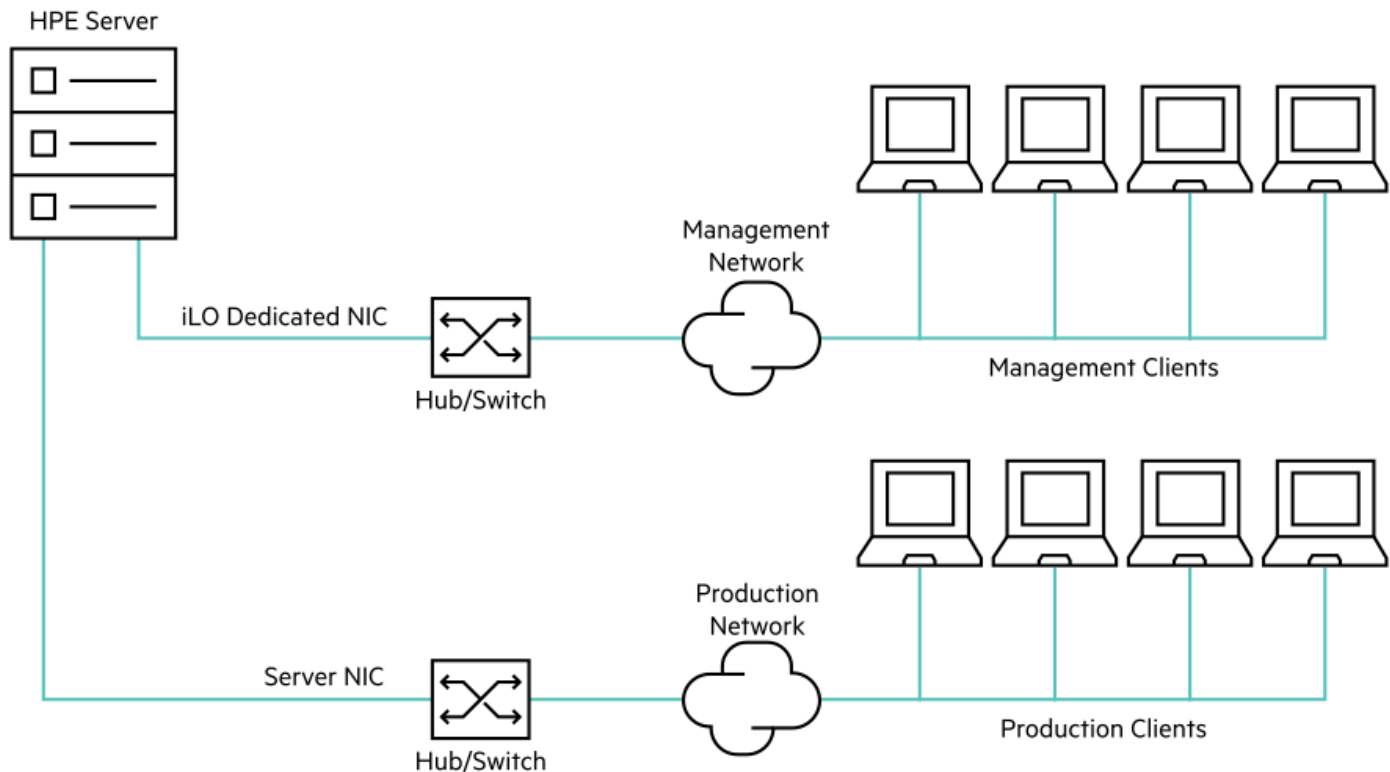 HPE Server
Management
Network
iLO Dedicated NIC
Hub/Switch
Management Clients
Production
Network
Server NIC
Hub/Switch
Production Clients